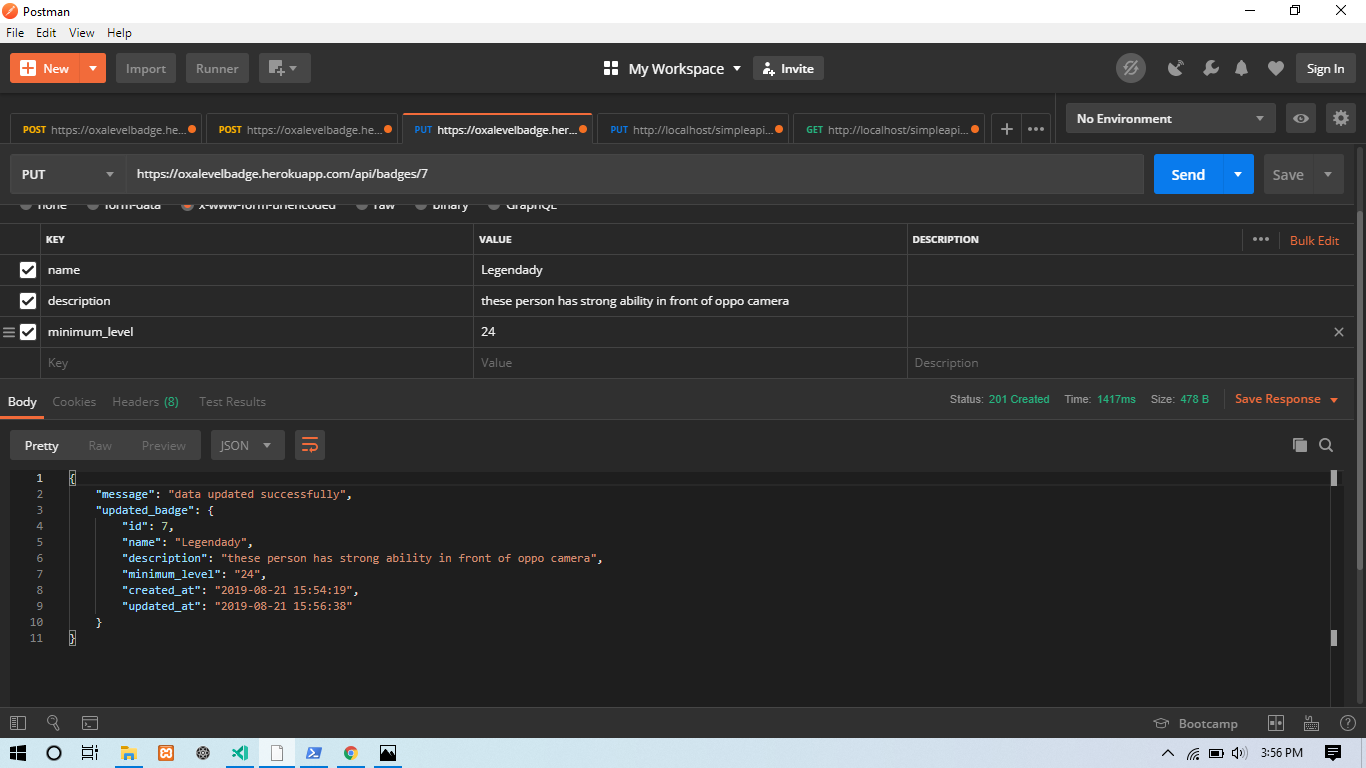 Postman
File Edit View Help
New Import Runner My Workspace Invite Sign In
POST https://oxalevelbadge.he... POST https://oxalevelbadge.he... PUT https://oxalevelbadge.her... PUT http://localhost/simpleapi... GET http://localhost/simpleapi... No Environment
PUT https://oxalevelbadge.herokuapp.com/api/badges/7 Send Save
none form-data x-www-form-urlencoded raw binary GraphQL
KEY VALUE DESCRIPTION Bulk Edit
name Legendady
description these person has strong ability in front of oppo camera
minimum_level 24
Key Value Description
Body Cookies Headers (8) Test Results Status: 201 Created Time: 1417ms Size: 478 B Save Response
Pretty Raw Preview JSON
1 {
2 "message": "data updated successfully",
3 "updated_badge": {
4 "id": 7,
5 "name": "Legendady",
6 "description": "these person has strong ability in front of oppo camera",
7 "minimum_level": "24",
8 "created_at": "2019-08-21 15:54:19",
9 "updated_at": "2019-08-21 15:56:38"
10 }
11 }
Bootcamp
3:56 PM